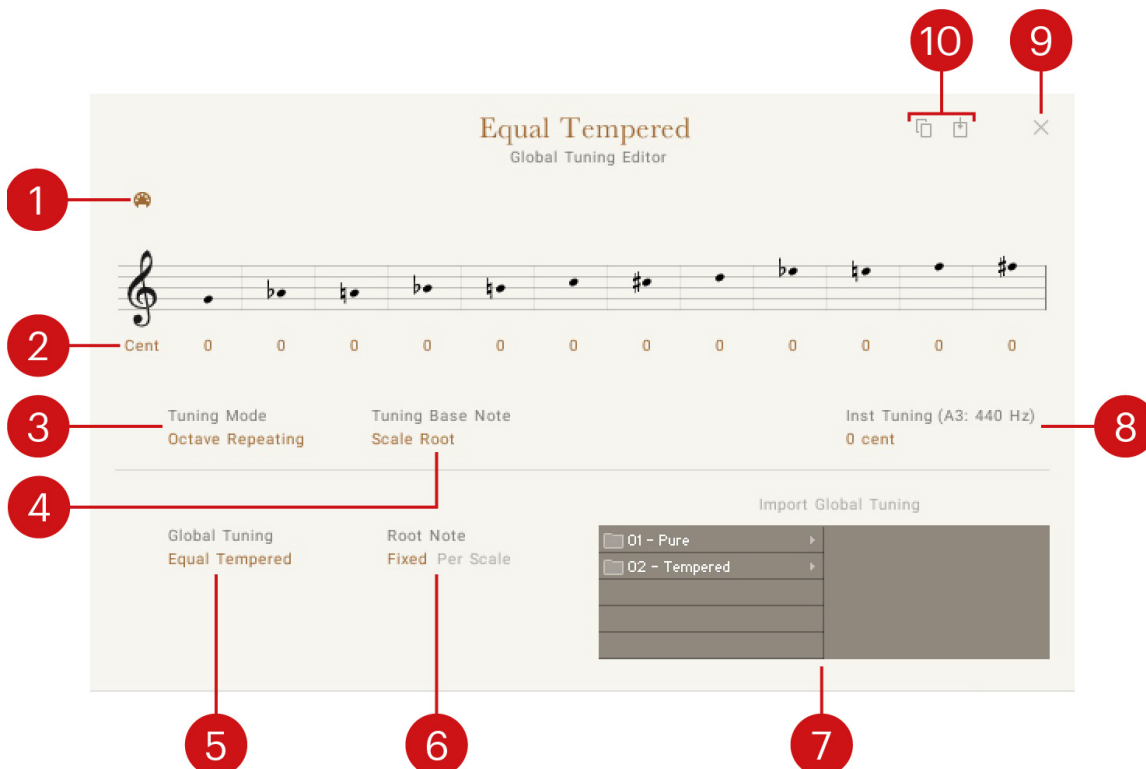 10 9
Equal Tempered
Global Tuning Editor
1
2 Cent 0 0 0 0 0 0 0 0 0 0 0 0
Tuning Mode Tuning Base Note Inst Tuning (A3: 440 Hz)
3 8
Octave Repeating Scale Root 0 cent
4
Import Global Tuning
Global Tuning Root Note
01 - Pure
Equal Tempered Fixed Per Scale
02 - Tempered
5 6 7